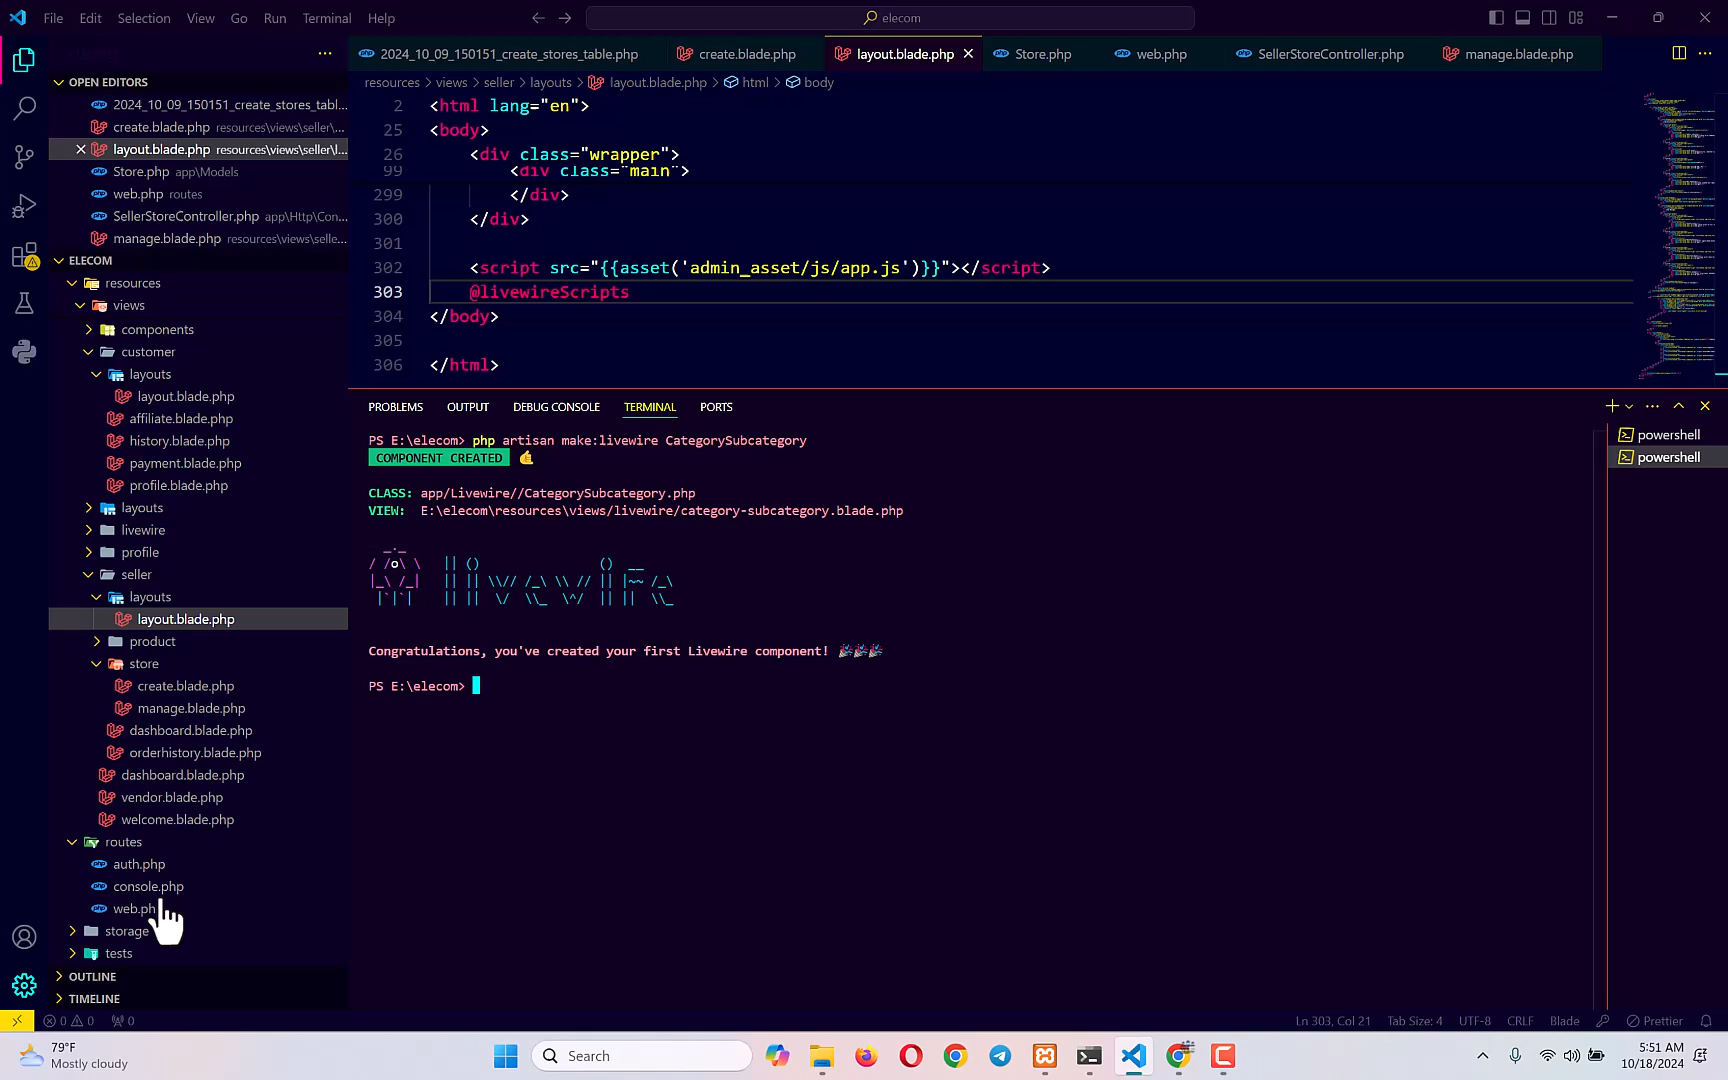 File Edit Selection View Go Run Terminal Help
elecom
2024_10_09_150151_create_stores_table.php create.blade.php layout.blade.php Store.php web.php SellerStoreController.php manage.blade.php
resources > views > seller > layouts > layout.blade.php > html > body
OPEN EDITORS
2024_10_09_150151_create_stores_tabl...
create.blade.php resources\views\seller\...
layout.blade.php resources\views\seller\l...
Store.php app\Models
web.php routes
SellerStoreController.php app\Http\Con...
manage.blade.php resources\views\selle...
ELECOM
resources
views
components
customer
layouts
layout.blade.php
affiliate.blade.php
history.blade.php
payment.blade.php
profile.blade.php
layouts
livewire
profile
seller
layouts
layout.blade.php
product
store
create.blade.php
manage.blade.php
dashboard.blade.php
orderhistory.blade.php
dashboard.blade.php
vendor.blade.php
welcome.blade.php
routes
auth.php
console.php
web.ph
storage
tests
OUTLINE
TIMELINE
2 <html lang="en">
25 <body>
26 <div class="wrapper">
99 <div class="main">
299 </div>
300 </div>
301
302 <script src="{{asset('admin_asset/js/app.js')}}"></script>
303 @livewireScripts
304 </body>
305
306 </html>
PROBLEMS OUTPUT DEBUG CONSOLE TERMINAL PORTS
powershell
powershell
PS E:\elecom> php artisan make:livewire CategorySubcategory
COMPONENT CREATED 👍
CLASS: app/Livewire//CategorySubcategory.php
VIEW: E:\elecom\resources\views/livewire/category-subcategory.blade.php
Congratulations, you've created your first Livewire component! 🎉🎉🎉
PS E:\elecom>
0 0 0 Ln 303, Col 21 Tab Size: 4 UTF-8 CRLF Blade Prettier
79°F
Mostly cloudy
Search
5:51 AM
10/18/2024